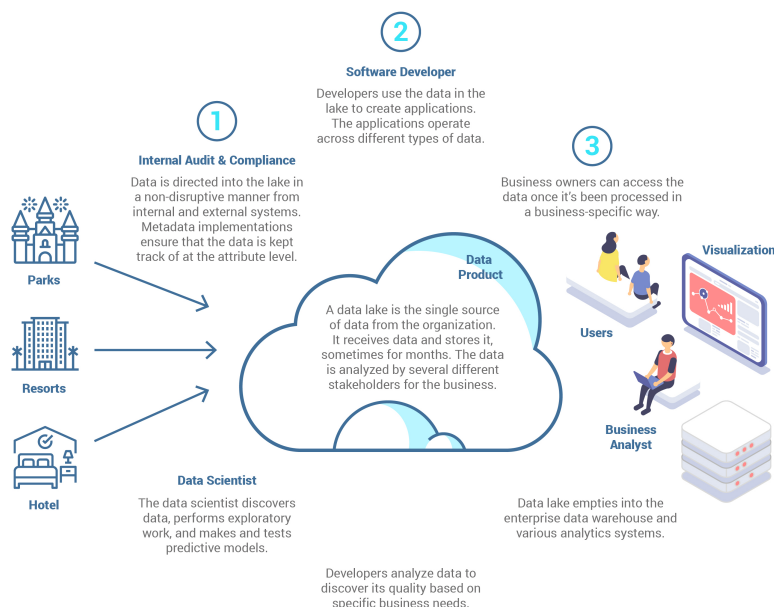 2
Software Developer
Developers use the data in the
lake to create applications.
The applications operate
across different types of data.
1
Internal Audit & Compliance
Data is directed into the lake in
a non-disruptive manner from
internal and external systems.
Metadata implementations
ensure that the data is kept
track of at the attribute level.
3
Business owners can access the
data once it's been processed in
a business-specific way.
Parks
Resorts
Hotel
Data
Product
A data lake is the single source
of data from the organization.
It receives data and stores it,
sometimes for months. The data
is analyzed by several different
stakeholders for the business.
Visualization
Users
Business
Analyst
Data Scientist
The data scientist discovers
data, performs exploratory
work, and makes and tests
predictive models.
Data lake empties into the
enterprise data warehouse and
various analytics systems.
Developers analyze data to
discover its quality based on
specific business needs.